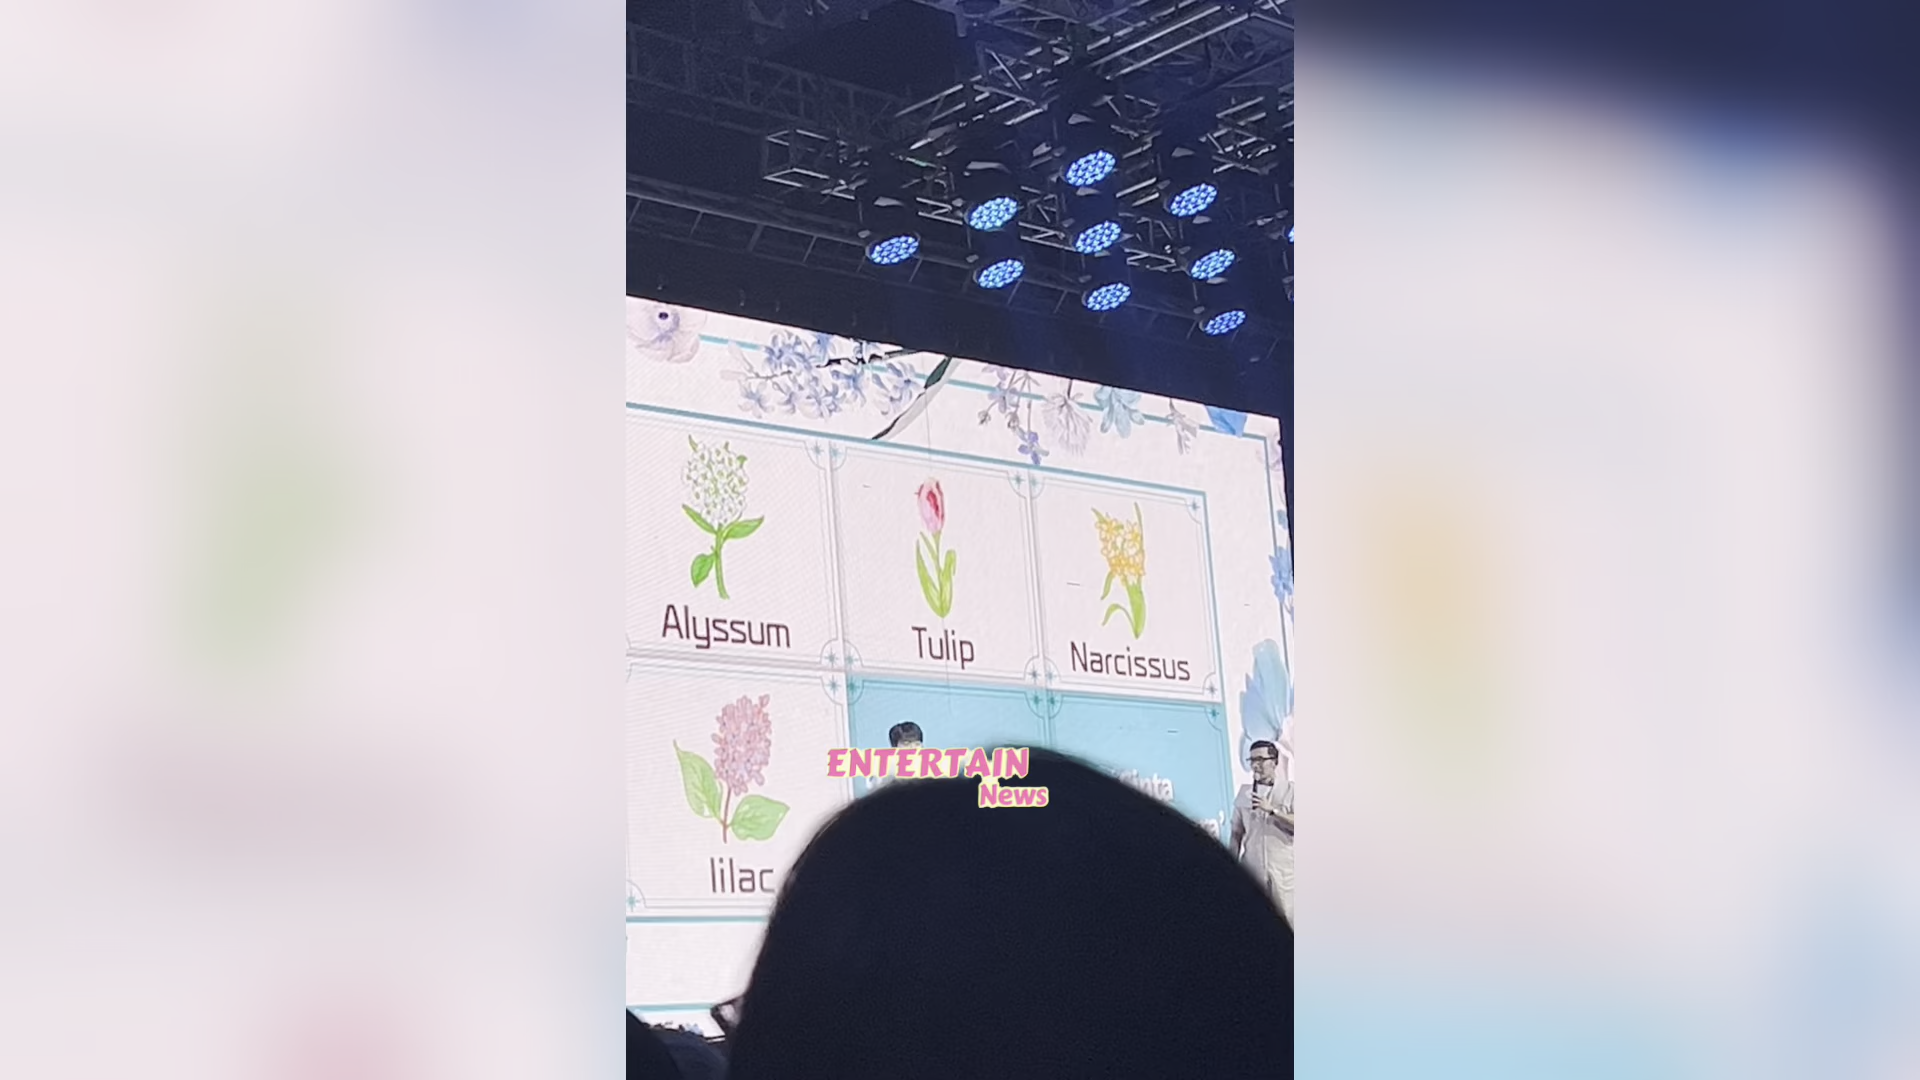 Alyssum
Tulip
Narcissus
ENTERTAIN
News
lilac